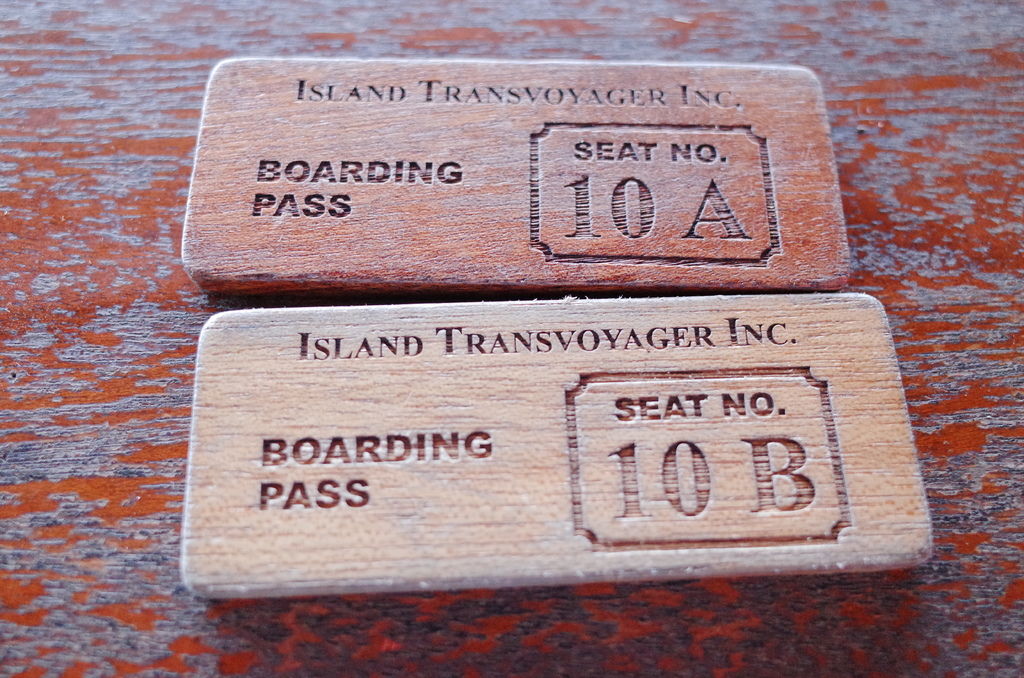 ISLAND TRANSVOYAGER INC.
BOARDING
PASS
SEAT NO.
10 A
ISLAND TRANSVOYAGER INC.
BOARDING
PASS
SEAT NO.
10 B